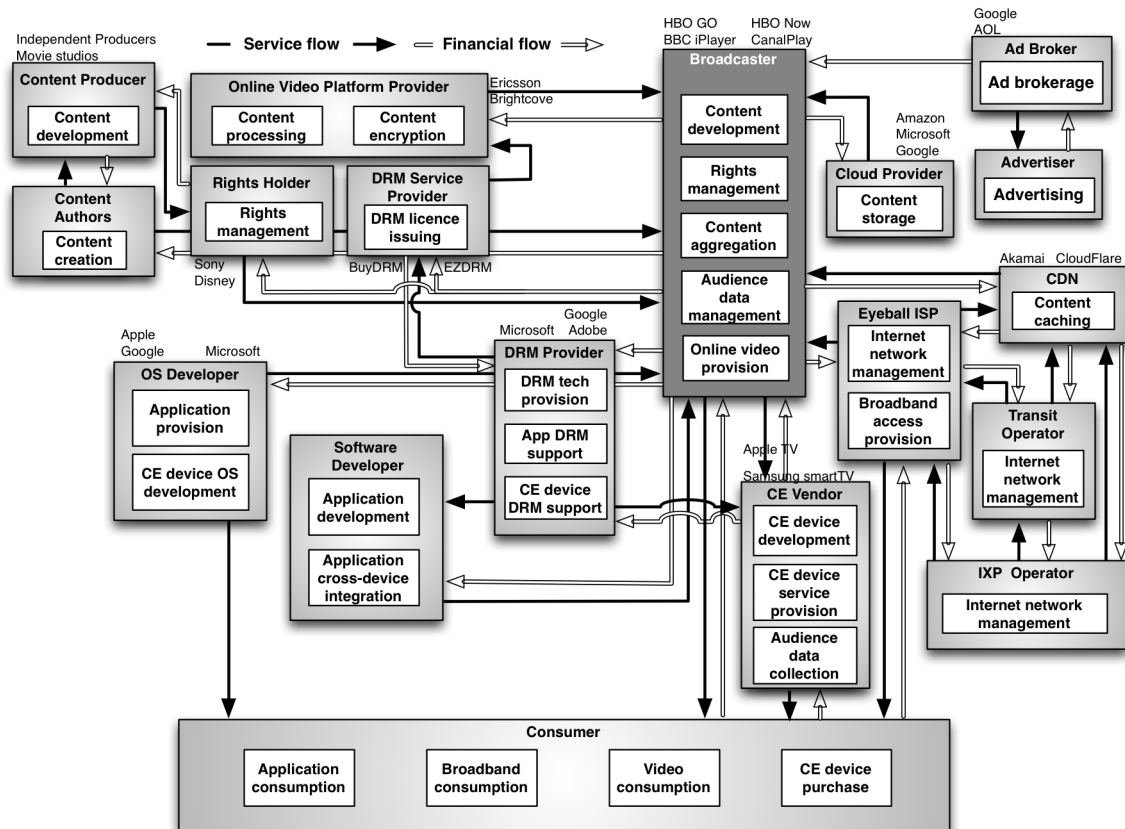 HBO GO
HBO Now
BBC iPlayer
CanalPlay
Google
AOL
Independent Producers
Movie studios
Service flow
Financial flow
Content Producer
Content
development
Online Video Platform Provider
Content
processing
Content
encryption
Ericsson
Brightcove
Broadcaster
Content
development
Rights
management
Content
aggregation
Audience
data
management
Online video
provision
Ad Broker
Ad brokerage
Amazon
Microsoft
Google
Advertiser
Advertising
Cloud Provider
Content
storage
Content
Authors
Content
creation
Rights Holder
Rights
management
DRM Service
Provider
DRM licence
issuing
Sony
Disney
BuyDRM
EZDRM
Akamai
CloudFlare
CDN
Content
caching
Eyeball ISP
Internet
network
management
Broadband
access
provision
Apple
Google
Microsoft
OS Developer
Application
provision
CE device OS
development
Microsoft
Google
Adobe
DRM Provider
DRM tech
provision
App DRM
support
CE device
DRM support
Transit
Operator
Internet
network
management
Software
Developer
Application
development
Application
cross-device
integration
Apple TV
Samsung smartTV
CE Vendor
CE device
development
CE device
service
provision
Audience
data
collection
IXP Operator
Internet network
management
Consumer
Application
consumption
Broadband
consumption
Video
consumption
CE device
purchase